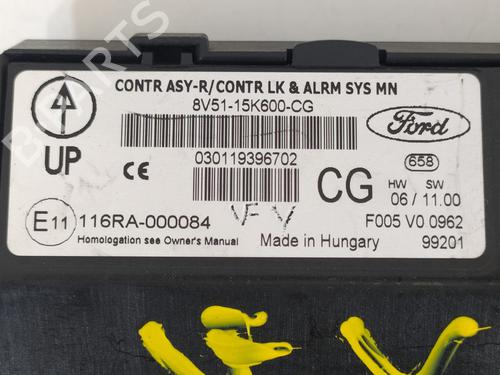 CONTR ASY-R/CONTR LK & ALRM SYS MN
8V51-15K600-CG
Ford
UP
030119396702
CE
CG
658
HW SW
06 / 11.00
E11 116RA-000084
F005 V0 0962
Homologation see Owner's Manual
Made in Hungary
99201